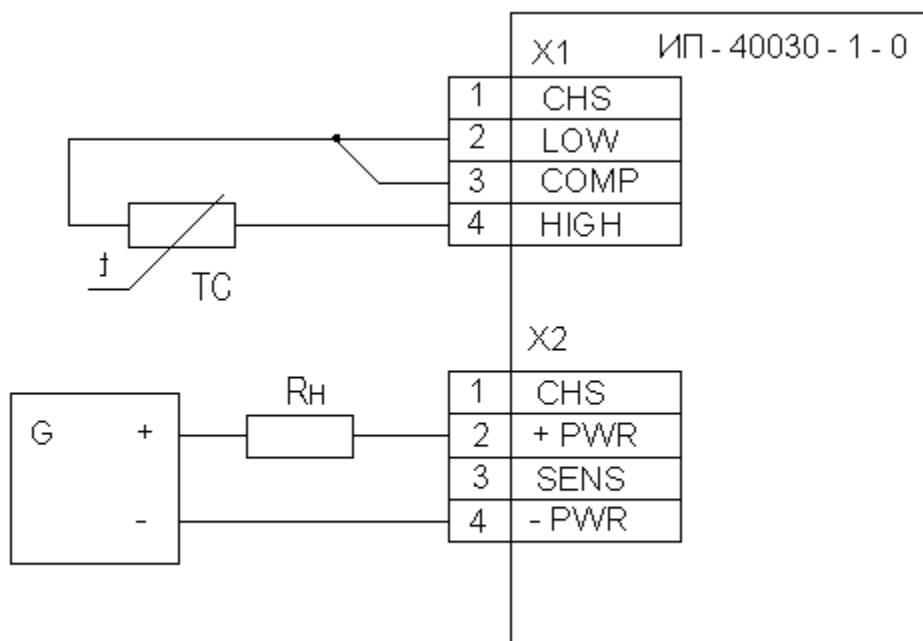 ИП - 40030 - 1 - 0
X1
1 CHS
2 LOW
3 COMP
4 HIGH
t
TC
X2
1 CHS
2 + PWR
3 SENS
4 - PWR
Rн
G +
-